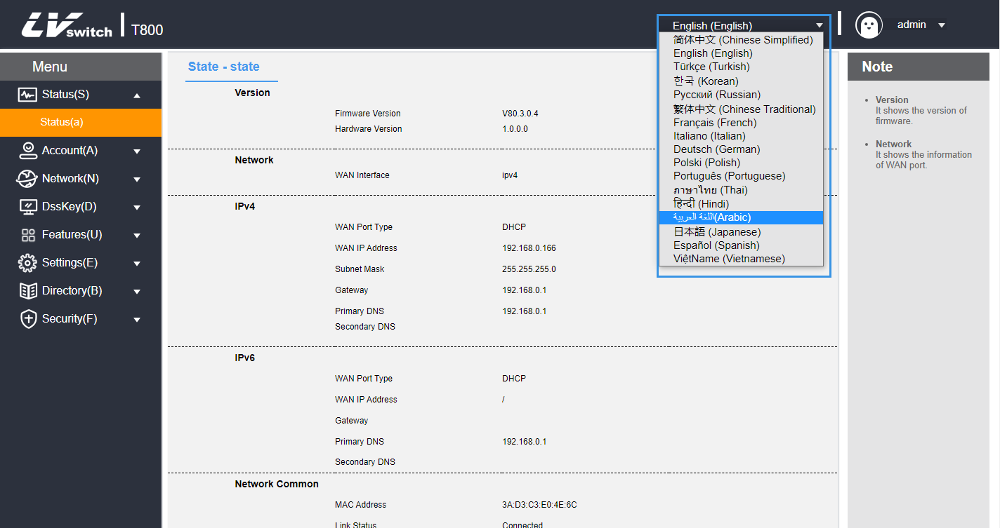 LVswitch T800
English (English)
admin
Menu
Status(S)
Status(a)
Account(A)
Network(N)
DssKey(D)
Features(U)
Settings(E)
Directory(B)
Security(F)
State - state
Version
Firmware Version V80.3.0.4
Hardware Version 1.0.0.0
Network
WAN Interface ipv4
IPv4
WAN Port Type DHCP
WAN IP Address 192.168.0.166
Subnet Mask 255.255.255.0
Gateway 192.168.0.1
Primary DNS 192.168.0.1
Secondary DNS
IPv6
WAN Port Type DHCP
WAN IP Address /
Gateway
Primary DNS 192.168.0.1
Secondary DNS
Network Common
MAC Address 3A:D3:C3:E0:4E:6C
Link Status Connected
简体中文 (Chinese Simplified)
English (English)
Türkçe (Turkish)
한국 (Korean)
Русский (Russian)
繁体中文 (Chinese Traditional)
Français (French)
Italiano (Italian)
Deutsch (German)
Polski (Polish)
Português (Portuguese)
ภาษาไทย (Thai)
हिन्दी (Hindi)
اللغة العربية(Arabic)
日本語 (Japanese)
Español (Spanish)
ViệtName (Vietnamese)
Note
Version
It shows the version of
firmware.
Network
It shows the information
of WAN port.